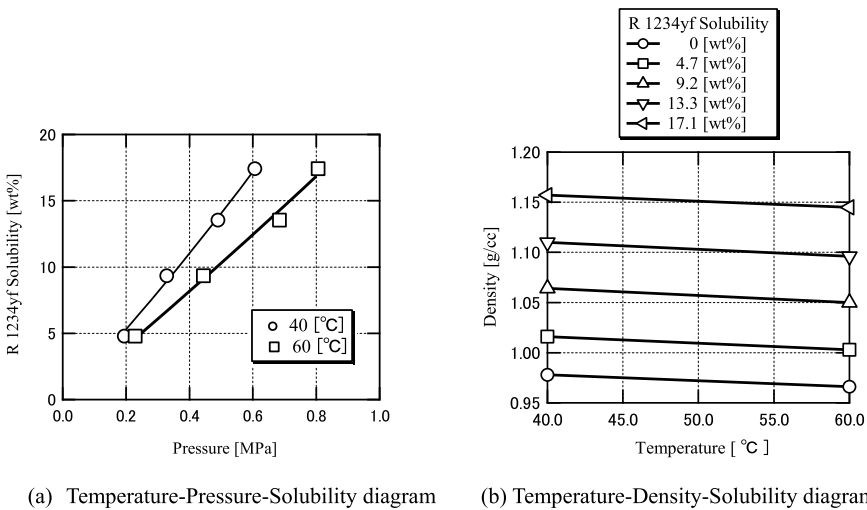 R 1234yf Solubility
0 [wt%]
4.7 [wt%]
9.2 [wt%]
13.3 [wt%]
17.1 [wt%]
R 1234yf Solubility [wt%]
20
15
10
5
0
0.0 0.2 0.4 0.6 0.8 1.0
40 [℃]
60 [℃]
Pressure [MPa]
(a) Temperature-Pressure-Solubility diagram
Density [g/cc]
1.20
1.15
1.10
1.05
1.00
0.95
40.0 45.0 50.0 55.0 60.0
Temperature [ ℃ ]
(b) Temperature-Density-Solubility diagram